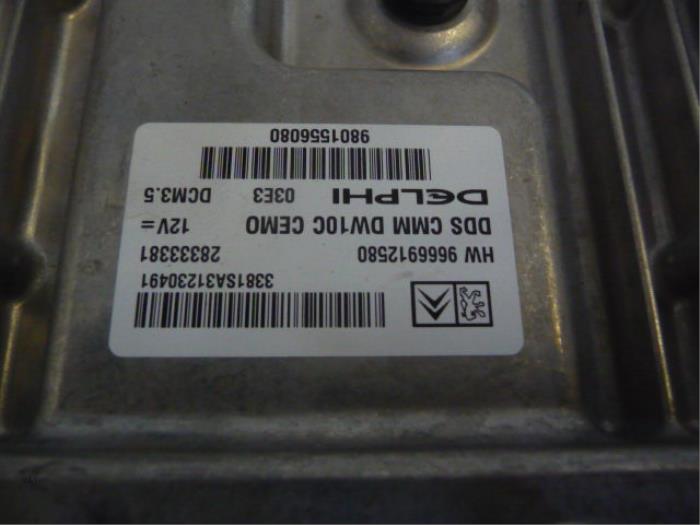 3381SA31230491
HW 9666912580 28333381
DDS CMM DW10C CEMO 12V=
DELPHI 03E3 DCM3.5
9801556080